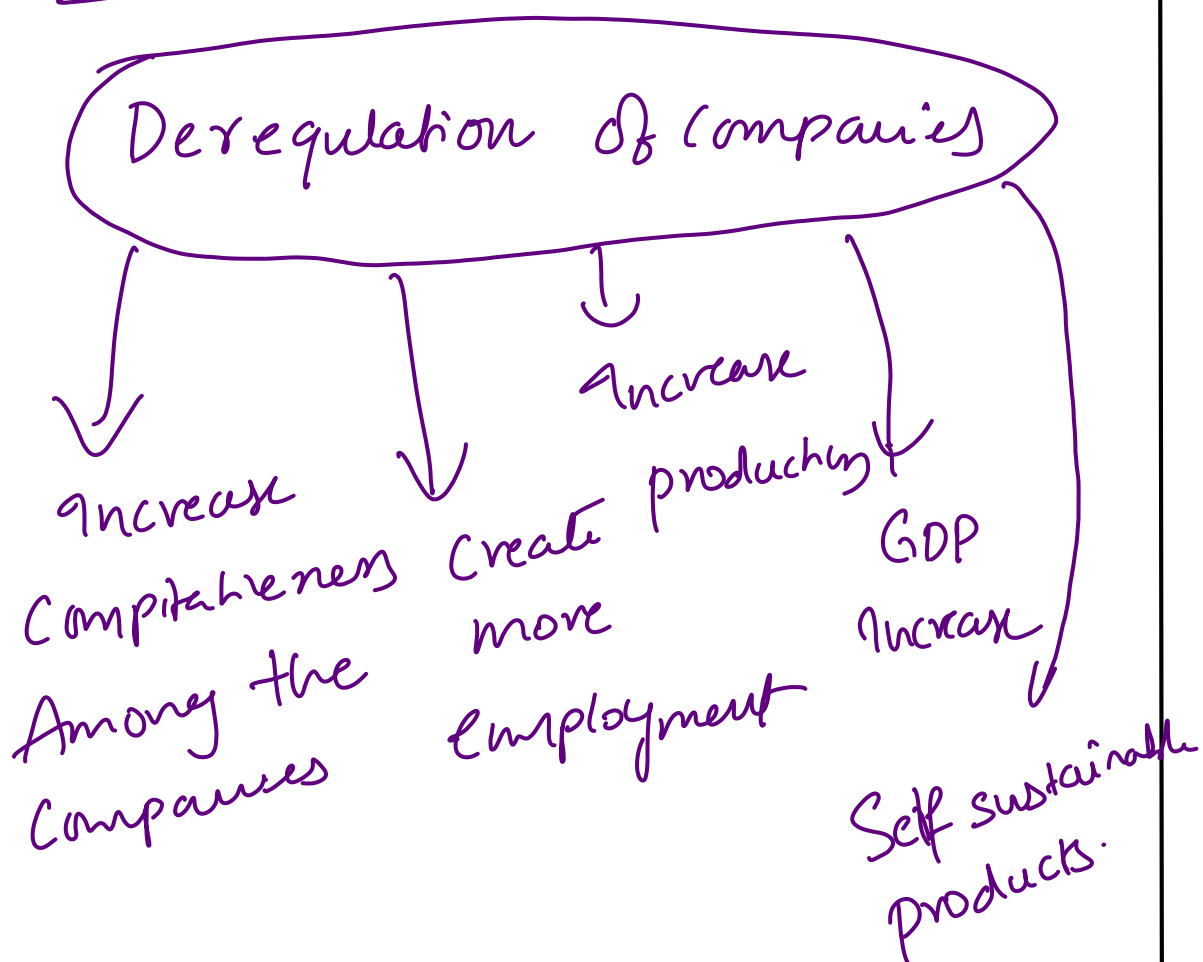 Deregulation of Companies
Increase
Compitativeness
Among the
Companies
Create
more
employment
Increase
productivity
GDP
Increase
Self sustainable
products.